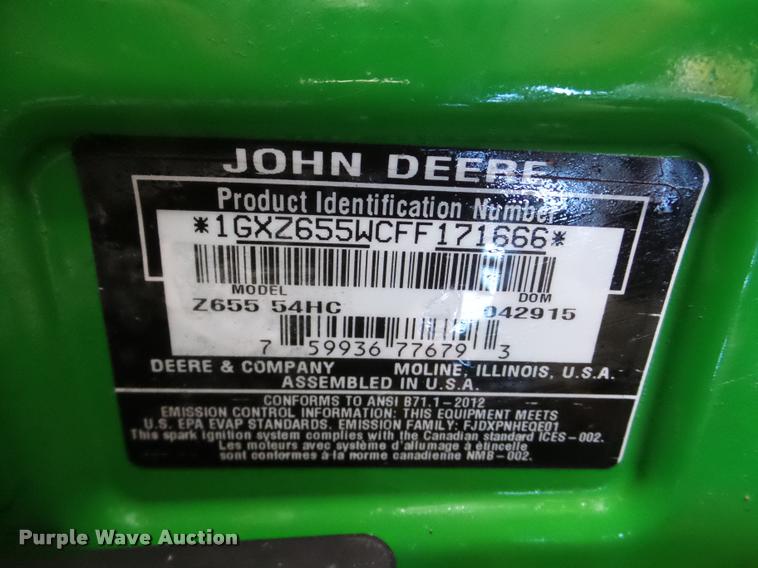 JOHN DEERE
Product Identification Number
*1GXZ655WCFF171666*
MODEL DOM
Z655 54HC 042915
7 59936 77679 3
DEERE & COMPANY MOLINE, ILLINOIS, U.S.A.
ASSEMBLED IN U.S.A.
CONFORMS TO ANSI B71.1-2012
EMISSION CONTROL INFORMATION: THIS EQUIPMENT MEETS
U.S. EPA EVAP STANDARDS. EMISSION FAMILY: FJDXPNHEQE01
This spark ignition system complies with the Canadian standard ICES-002.
Les moteurs avec système d'allumage à étincelle
sont conformes à la norme canadienne NMB-002.
Purple Wave Auction